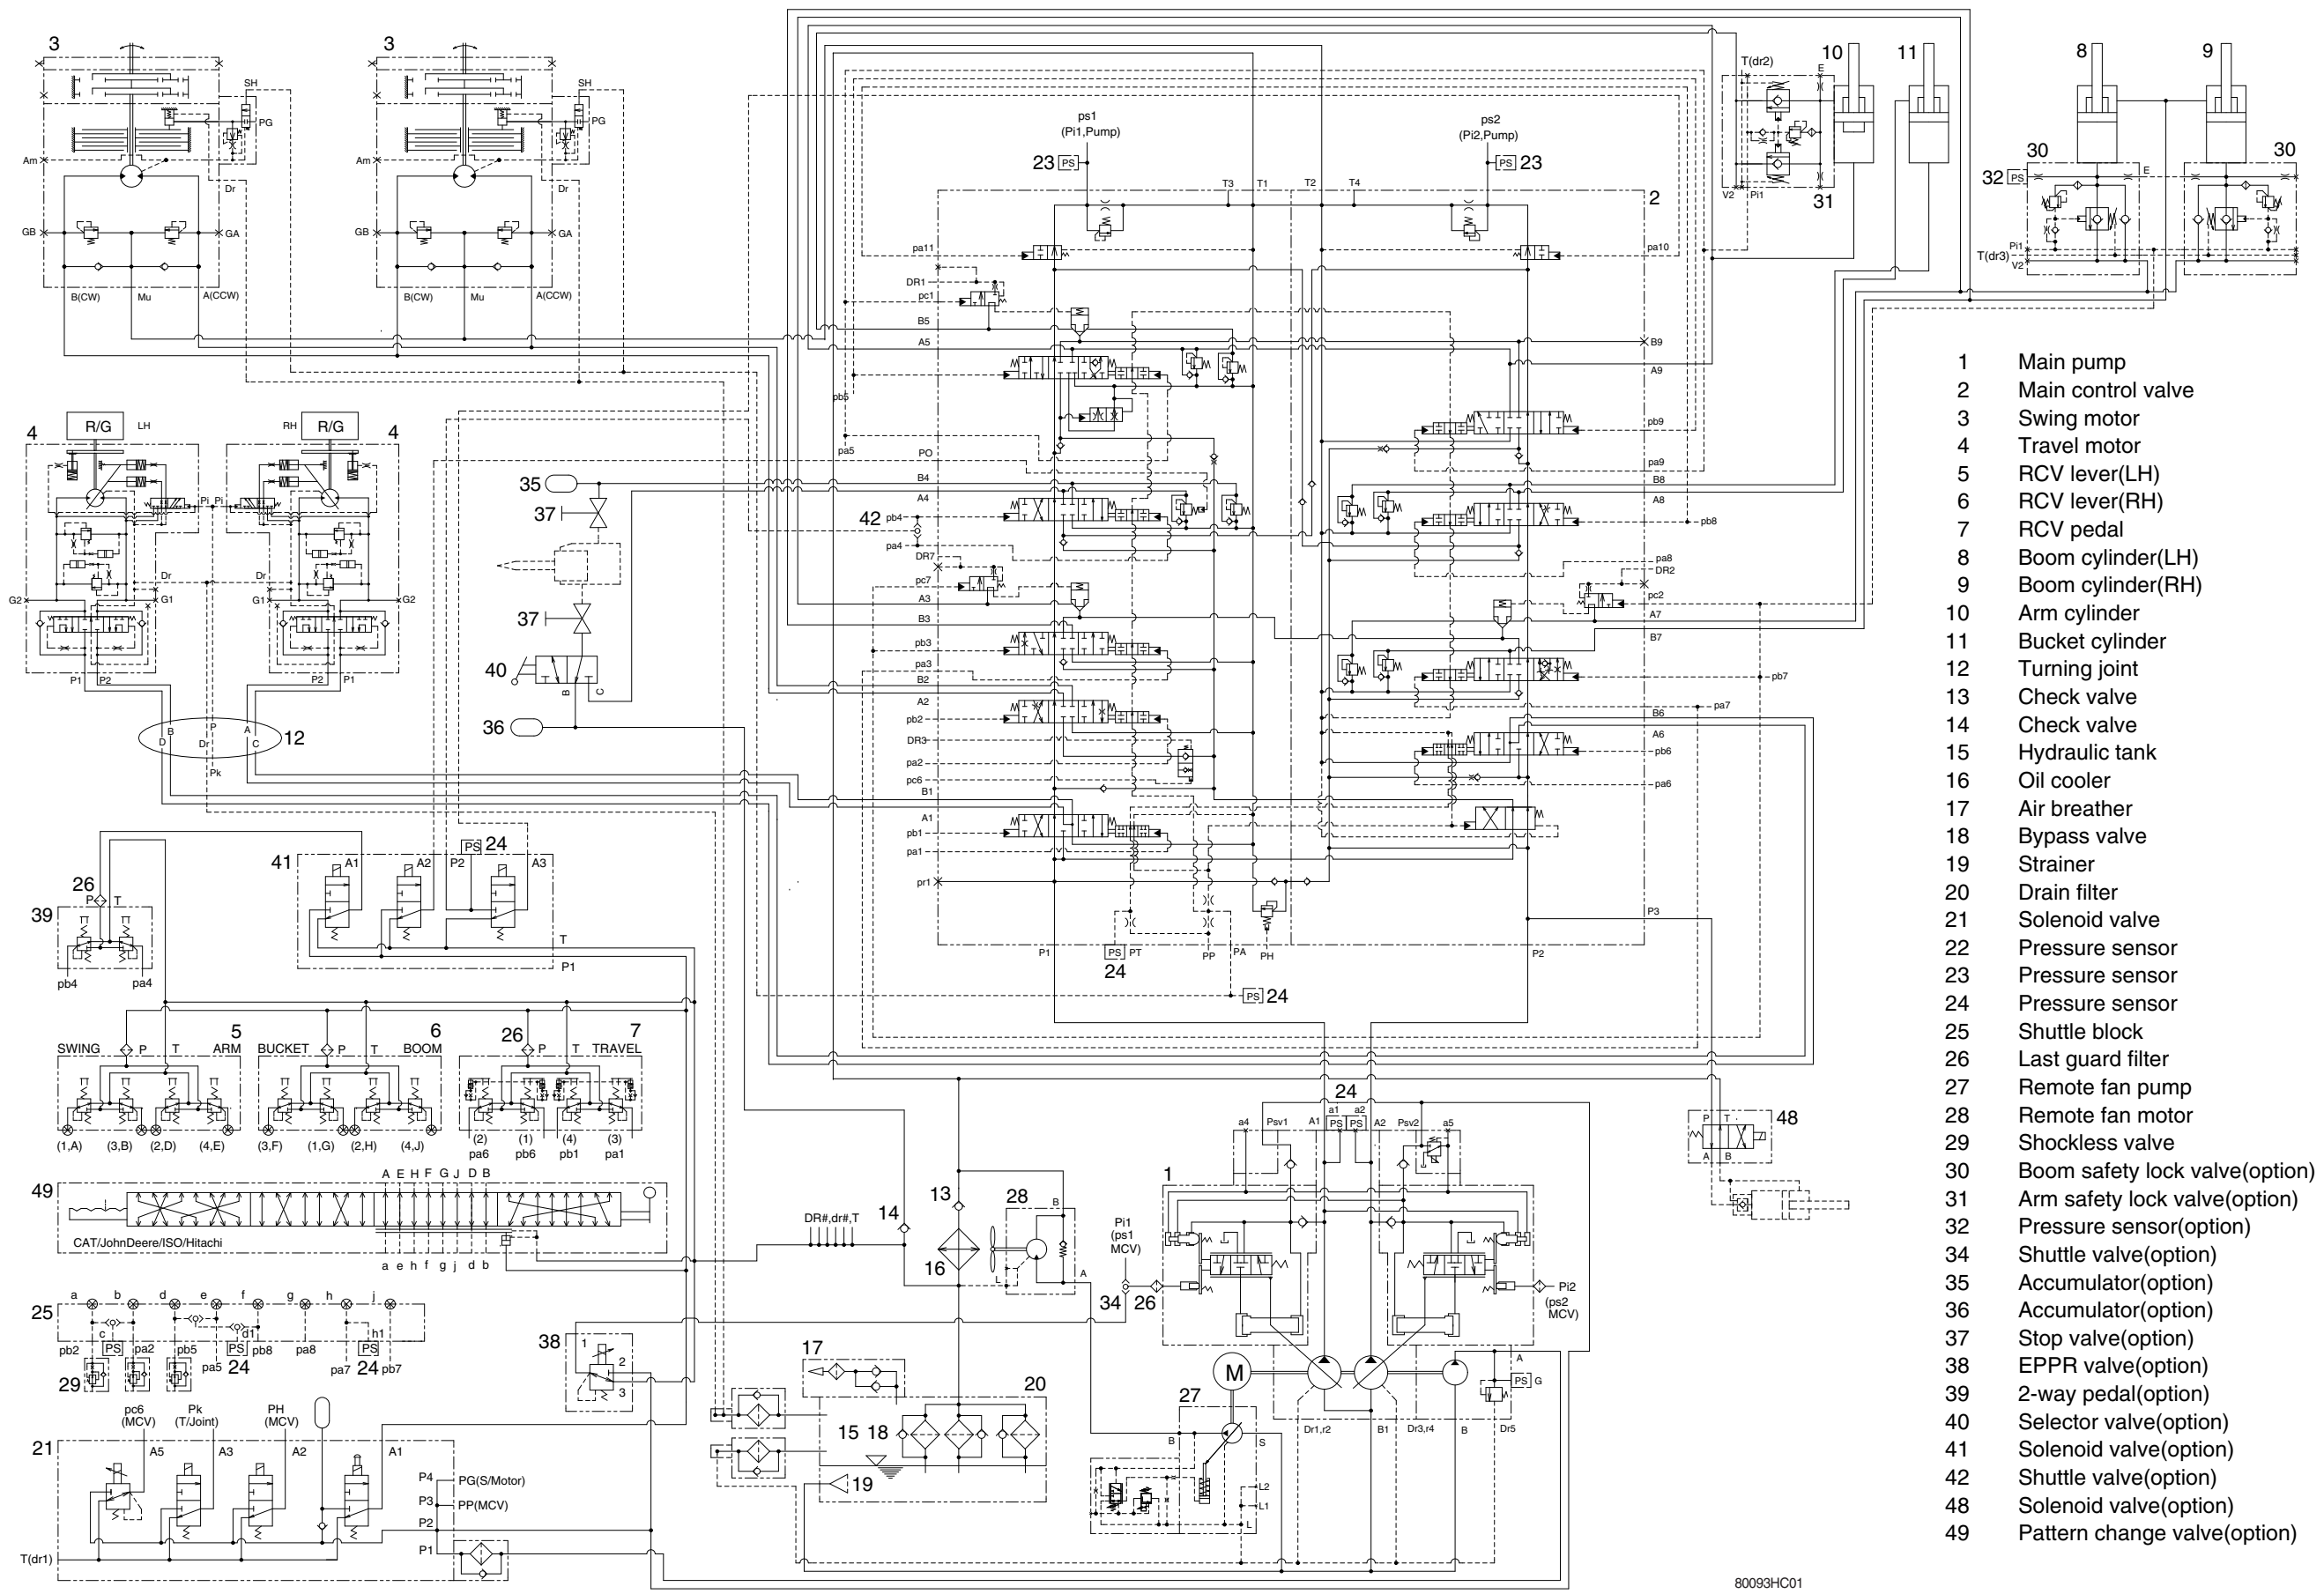 3
3
SH
SH
PG
PG
Am
Am
Dr
Dr
GB
GA
GB
GA
B(CW)
Mu
A(CCW)
B(CW)
Mu
A(CCW)
ps1
(Pi1,Pump)
ps2
(Pi2,Pump)
23
PS
PS
23
T3
T1
T2
T4
2
T(dr2)
E
10
11
V2
Pi1
31
8
9
30
30
32
PS
E
Pi1
T(dr3)
V2
pa11
pa10
DR1
pc1
B5
A5
B9
A9
pb5
pb9
pa5
PO
pa9
B4
B8
A4
A8
42
pb4
pb8
pa4
DR7
pa8
DR2
pc7
pc2
A3
A7
B3
B7
pb3
pa3
pb7
B2
A2
pa7
B6
pb2
A6
DR3
pb6
pa2
pc6
pa6
B1
A1
pb1
pa1
pr1
P3
P1
PS
PT
24
PP
PA
PH
P2
PS
24
4
R/G
LH
RH
R/G
4
Pi
Pi
Dr
Dr
G2
G1
G1
G2
P1
P2
P2
P1
D
B
P
Dr
A
C
12
Pk
35
37
37
40
B
C
36
41
A1
A2
P2
PS
24
A3
T
P1
26
P
T
39
pb4
pa4
SWING
P
T
5
ARM
BUCKET
P
T
6
BOOM
26
P
T
7
TRAVEL
(1,A)
(3,B)
(2,D)
(4,E)
(3,F)
(1,G)
(2,H)
(4,J)
(2)
(1)
(4)
(3)
pa6
pb6
pb1
pa1
49
A E H F G J D B
CAT/JohnDeere/ISO/Hitachi
a e h f g j d b
25
a
b
d
e
f
g
h
j
c
d1
h1
pb2
PS
pa2
pb5
pa5
PS
24
pb8
pa8
pa7
PS
24
pb7
29
pc6
(MCV)
Pk
(T/Joint)
PH
(MCV)
21
A5
A3
A2
A1
P4
PG(S/Motor)
P3
PP(MCV)
P2
P1
T(dr1)
38
1
2
3
DR#,dr#,T
14
13
16
28
B
A
L
17
15
18
20
19
24
a4
Psv1
A1
a1
PS
a2
PS
A2
Psv2
a5
1
Pi1
(ps1
MCV)
34
26
Pi2
(ps2
MCV)
M
27
B
S
L2
L1
L
Dr1,r2
B1
Dr3,r4
B
Dr5
A
PS
G
P
T
A
B
48
1 Main pump
2 Main control valve
3 Swing motor
4 Travel motor
5 RCV lever(LH)
6 RCV lever(RH)
7 RCV pedal
8 Boom cylinder(LH)
9 Boom cylinder(RH)
10 Arm cylinder
11 Bucket cylinder
12 Turning joint
13 Check valve
14 Check valve
15 Hydraulic tank
16 Oil cooler
17 Air breather
18 Bypass valve
19 Strainer
20 Drain filter
21 Solenoid valve
22 Pressure sensor
23 Pressure sensor
24 Pressure sensor
25 Shuttle block
26 Last guard filter
27 Remote fan pump
28 Remote fan motor
29 Shockless valve
30 Boom safety lock valve(option)
31 Arm safety lock valve(option)
32 Pressure sensor(option)
34 Shuttle valve(option)
35 Accumulator(option)
36 Accumulator(option)
37 Stop valve(option)
38 EPPR valve(option)
39 2-way pedal(option)
40 Selector valve(option)
41 Solenoid valve(option)
42 Shuttle valve(option)
48 Solenoid valve(option)
49 Pattern change valve(option)
80093HC01